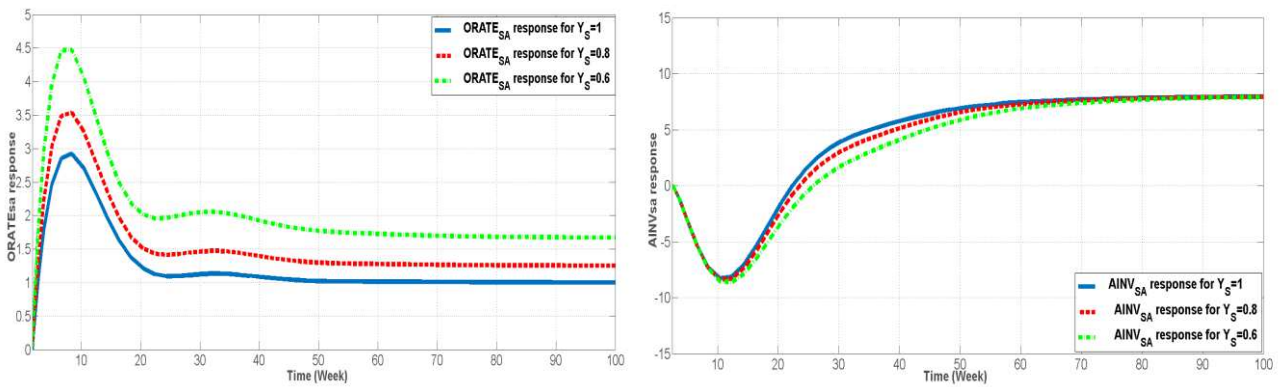 5
4.5
4
3.5
3
2.5
2
1.5
1
0.5
0
ORATEsa response
10 20 30 40 50 60 70 80 90 100
Time (Week)
ORATE_SA response for Y_S=1
ORATE_SA response for Y_S=0.8
ORATE_SA response for Y_S=0.6
15
10
5
0
-5
-10
-15
AINVsa response
10 20 30 40 50 60 70 80 90 100
Time (Week)
AINV_SA response for Y_S=1
AINV_SA response for Y_S=0.8
AINV_SA response for Y_S=0.6